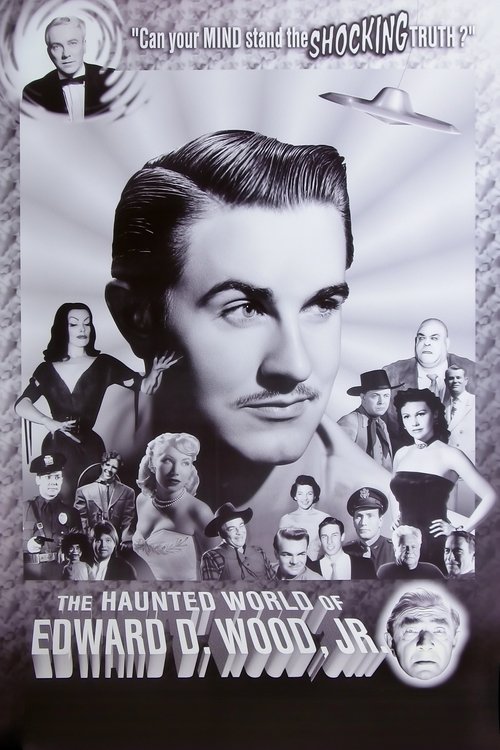 "Can your MIND stand the SHOCKING TRUTH?"
THE HAUNTED WORLD OF
EDWARD D. WOOD, JR.